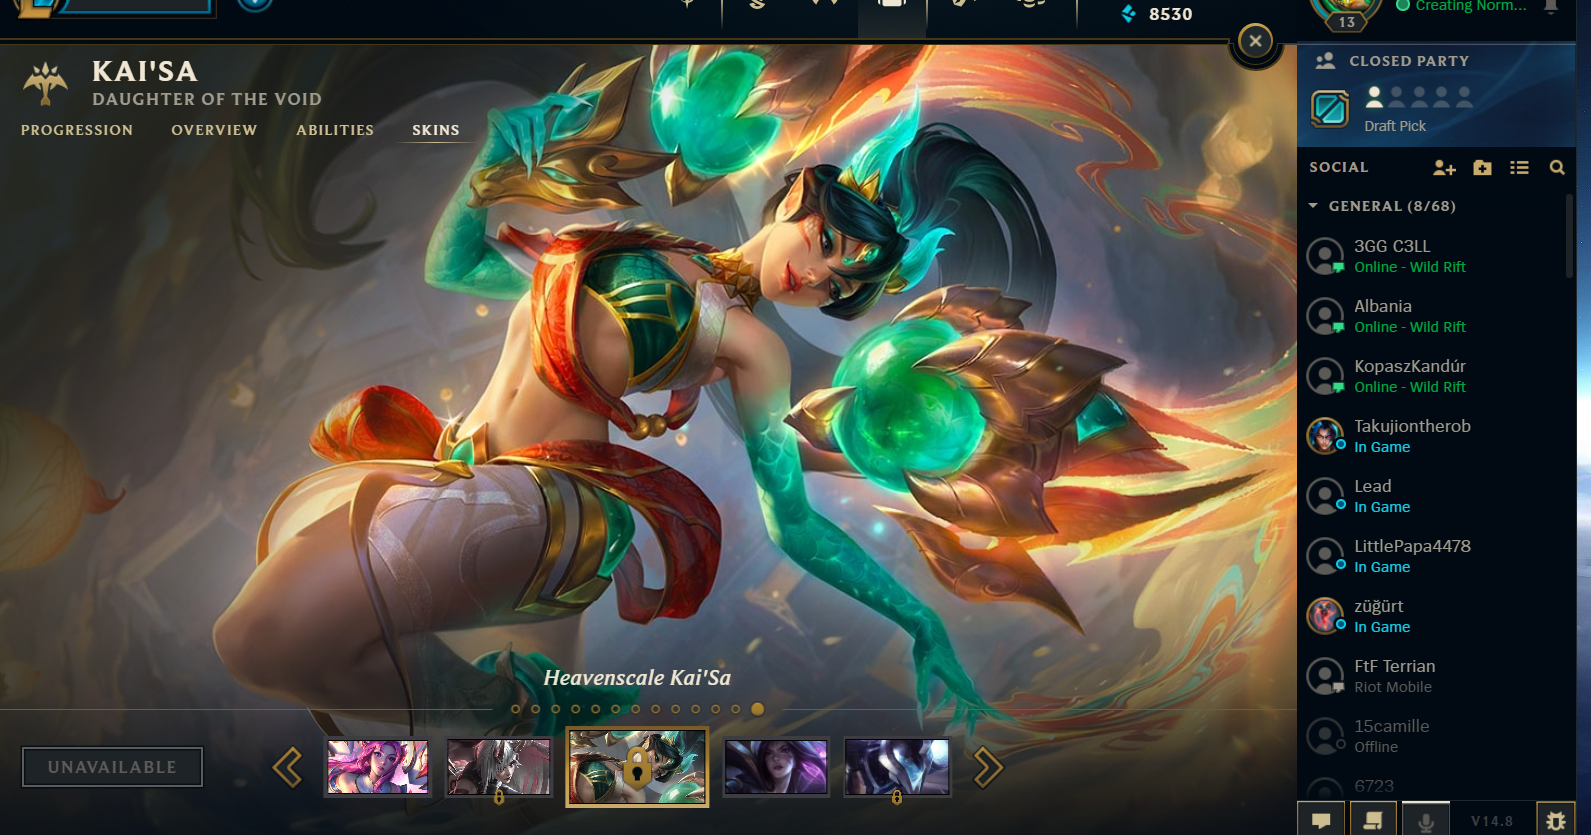 8530
KAI'SA
DAUGHTER OF THE VOID
PROGRESSION
OVERVIEW
ABILITIES
SKINS
Heavenscale Kai'Sa
UNAVAILABLE
13
Creating Norm...
CLOSED PARTY
Draft Pick
SOCIAL
GENERAL (8/68)
3GG C3LL
Online - Wild Rift
Albania
Online - Wild Rift
KopaszKandúr
Online - Wild Rift
Takujiontherob
In Game
Lead
In Game
LittlePapa4478
In Game
züğürt
In Game
FtF Terrian
Riot Mobile
15camille
Offline
6723
V14.8